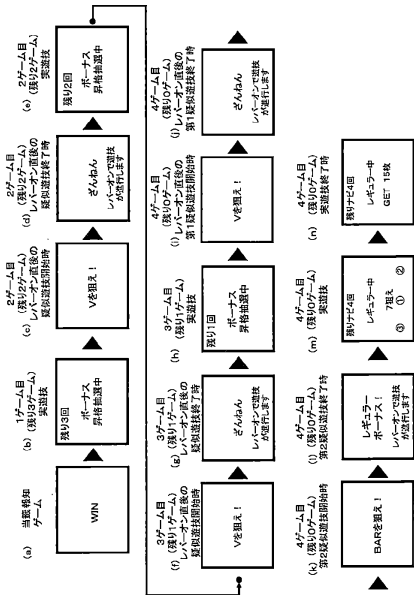 (a)
当該報知
ゲーム
WIN
(b)
1ゲーム目
(残り3ゲーム)
実遊技
残り3回
ボーナス
昇格抽選中
(c)
2ゲーム目
(残り2ゲーム)
レバーオン直後の
疑似遊技開始時
Vを狙え!
(d)
2ゲーム目
(残り2ゲーム)
レバーオン直後の
疑似遊技終了時
ざんねん
レバーオンで遊技
が進行します
(e)
2ゲーム目
(残り2ゲーム)
実遊技
残り2回
ボーナス
昇格抽選中
(f)
3ゲーム目
(残り1ゲーム)
レバーオン直後の
疑似遊技開始時
Vを狙え!
(g)
3ゲーム目
(残り1ゲーム)
レバーオン直後の
疑似遊技終了時
ざんねん
レバーオンで遊技
が進行します
(h)
3ゲーム目
(残り1ゲーム)
実遊技
残り1回
ボーナス
昇格抽選中
(i)
4ゲーム目
(残り0ゲーム)
レバーオン直後の
第1疑似遊技開始時
Vを狙え!
(j)
4ゲーム目
(残り0ゲーム)
レバーオン直後の
第1疑似遊技終了時
ざんねん
レバーオンで遊技
が進行します
(k)
4ゲーム目
(残り0ゲーム)
第2疑似遊技開始時
BARを狙え!
(l)
4ゲーム目
(残り0ゲーム)
第2疑似遊技終了時
レギュラー
ボーナス!
レバーオンで遊技
が進行します
(m)
4ゲーム目
(残り0ゲーム)
実遊技開始時
残りナビ4回
レギュラー中
7狙え
③ ① ②
(n)
4ゲーム目
(残り0ゲーム)
実遊技終了時
残りナビ4回
レギュラー中
GET 15枚